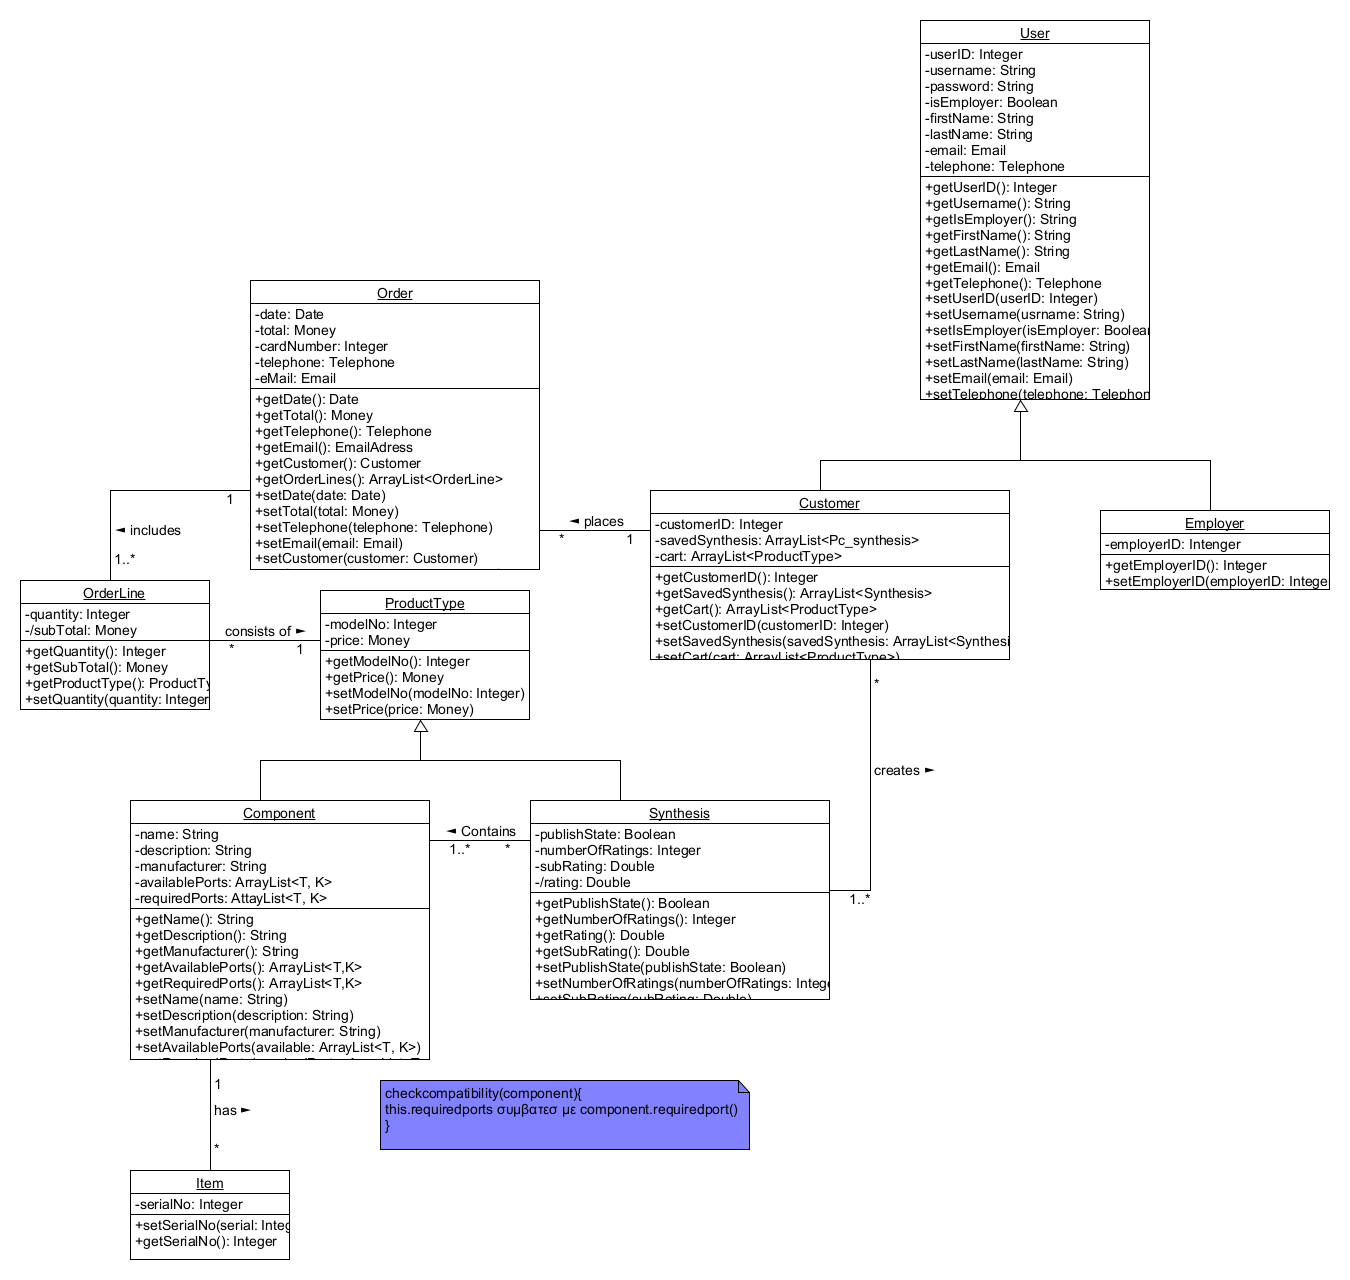 User
-userID: Integer
-username: String
-password: String
-isEmployer: Boolean
-firstName: String
-lastName: String
-email: Email
-telephone: Telephone
+getUserID(): Integer
+getUsername(): String
+getIsEmployer(): String
+getFirstName(): String
+getLastName(): String
+getEmail(): Email
+getTelephone(): Telephone
+setUserID(userID: Integer)
+setUsername(usrname: String)
+setIsEmployer(isEmployer: Boolea
+setFirstName(firstName: String)
+setLastName(lastName: String)
+setEmail(email: Email)
+setTelephone(telephone: Telephon
Order
-date: Date
-total: Money
-cardNumber: Integer
-telephone: Telephone
-eMail: Email
+getDate(): Date
+getTotal(): Money
+getTelephone(): Telephone
+getEmail(): EmailAdress
+getCustomer(): Customer
+getOrderLines(): ArrayList<OrderLine>
+setDate(date: Date)
+setTotal(total: Money)
+setTelephone(telephone: Telephone)
+setEmail(email: Email)
+setCustomer(customer: Customer)
1
◄ includes
1..*
◄ places
* 1
Customer
-customerID: Integer
-savedSynthesis: ArrayList<Pc_synthesis>
-cart: ArrayList<ProductType>
+getCustomerID(): Integer
+getSavedSynthesis(): ArrayList<Synthesis>
+getCart(): ArrayList<ProductType>
+setCustomerID(customerID: Integer)
+setSavedSynthesis(savedSynthesis: ArrayList<Synthesi
+setCart(cart: ArrayList<ProductType>)
Employer
-employerID: Intenger
+getEmployerID(): Integer
+setEmployerID(employerID: Intege
OrderLine
-quantity: Integer
-/subTotal: Money
+getQuantity(): Integer
+getSubTotal(): Money
+getProductType(): ProductTy
+setQuantity(quantity: Integer
consists of ►
* 1
ProductType
-modelNo: Integer
-price: Money
+getModelNo(): Integer
+getPrice(): Money
+setModelNo(modelNo: Integer)
+setPrice(price: Money)
*
creates ►
1..*
Component
-name: String
-description: String
-manufacturer: String
-availablePorts: ArrayList<T, K>
-requiredPorts: AttayList<T, K>
+getName(): String
+getDescription(): String
+getManufacturer(): String
+getAvailablePorts(): ArrayList<T,K>
+getRequiredPorts(): ArrayList<T,K>
+setName(name: String)
+setDescription(description: String)
+setManufacturer(manufacturer: String)
+setAvailablePorts(available: ArrayList<T, K>)
◄ Contains
1..* *
Synthesis
-publishState: Boolean
-numberOfRatings: Integer
-subRating: Double
-/rating: Double
+getPublishState(): Boolean
+getNumberOfRatings(): Integer
+getRating(): Double
+getSubRating(): Double
+setPublishState(publishState: Boolean)
+setNumberOfRatings(numberOfRatings: Integ
+setSubRating(subRating: Double)
1
has ►
*
checkcompatibility(component){
this.requiredports συμβατεσ με component.requiredport()
}
Item
-serialNo: Integer
+setSerialNo(serial: Integ
+getSerialNo(): Integer